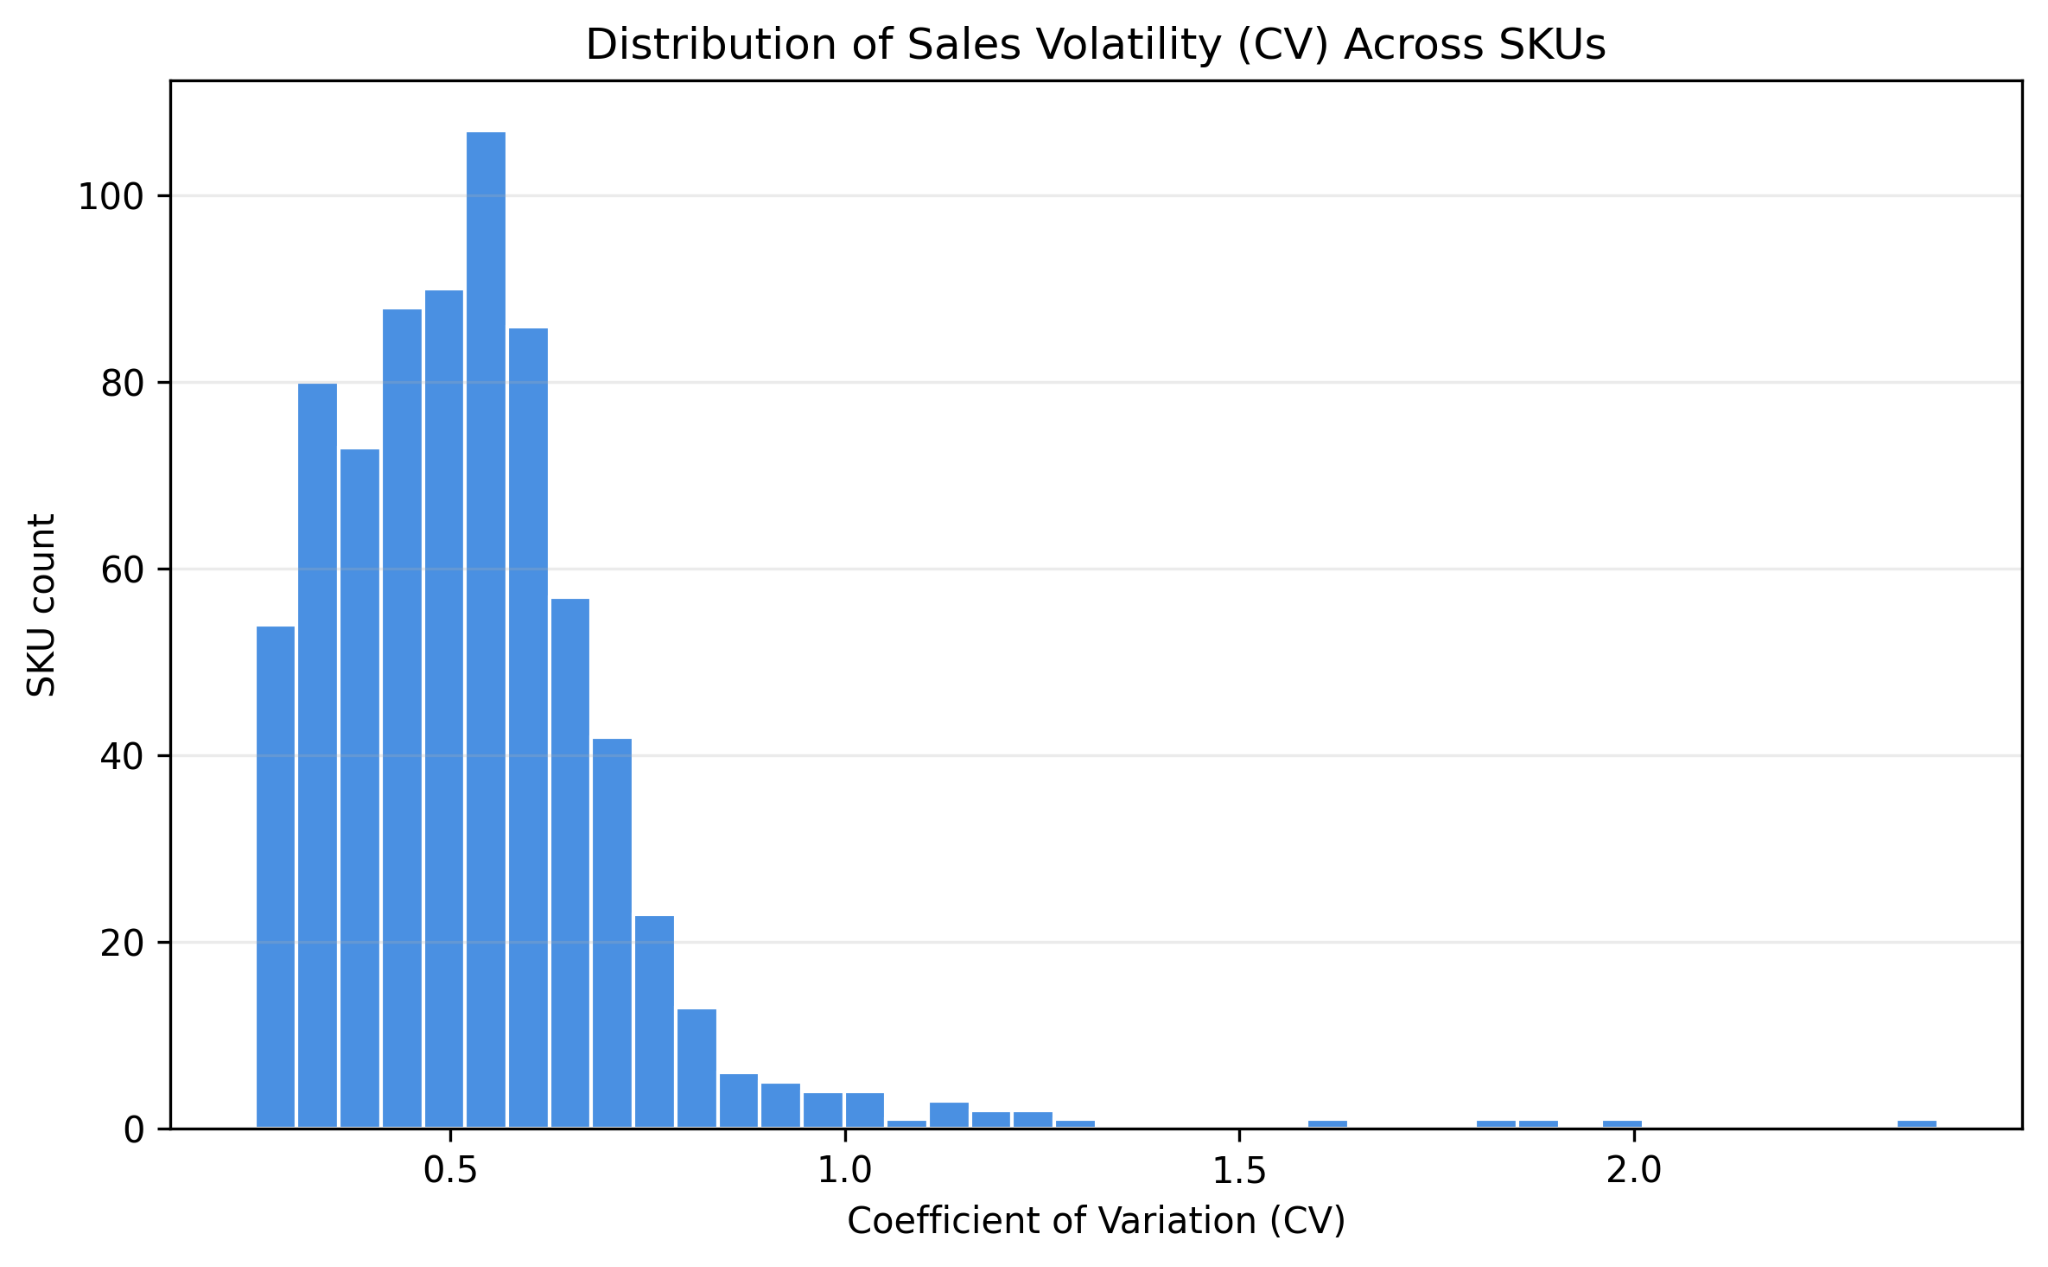 Distribution of Sales Volatility (CV) Across SKUs
100
80
60
40
20
0
SKU count
0.5 1.0 1.5 2.0
Coefficient of Variation (CV)